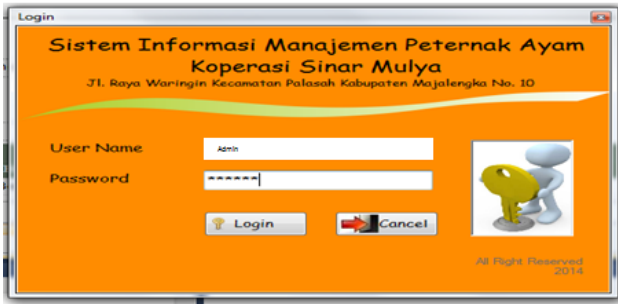 Login
Sistem Informasi Manajemen Peternak Ayam
Koperasi Sinar Mulya
Jl. Raya Waringin Kecamatan Palasah Kabupaten Majalengka No. 10
User Name
Admin
Password
******
Login
Cancel
All Right Reserved
2014